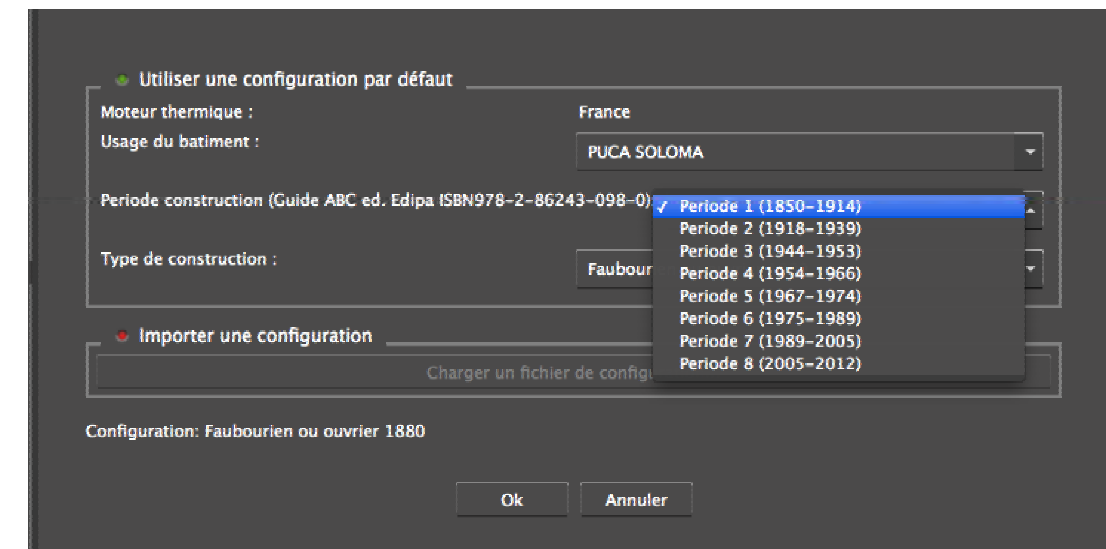 Utiliser une configuration par défaut
Moteur thermique : France
Usage du batiment : PUCA SOLOMA
Periode construction (Guide ABC ed. Edipa ISBN978-2-86243-098-0)
✓ Periode 1 (1850-1914)
Periode 2 (1918-1939)
Periode 3 (1944-1953)
Periode 4 (1954-1966)
Periode 5 (1967-1974)
Periode 6 (1975-1989)
Periode 7 (1989-2005)
Periode 8 (2005-2012)
Type de construction : Faubour
Importer une configuration
Charger un fichier de config
Configuration: Faubourien ou ouvrier 1880
Ok Annuler